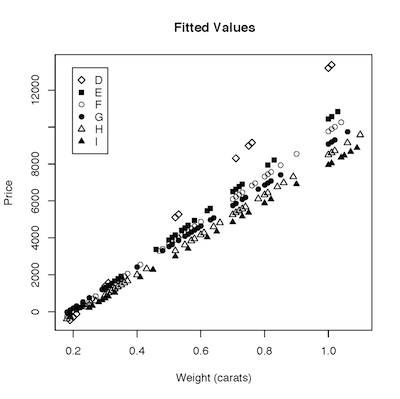 Fitted Values
D
E
F
G
H
I
Price
12000
10000
8000
6000
4000
2000
0
0.2 0.4 0.6 0.8 1.0
Weight (carats)